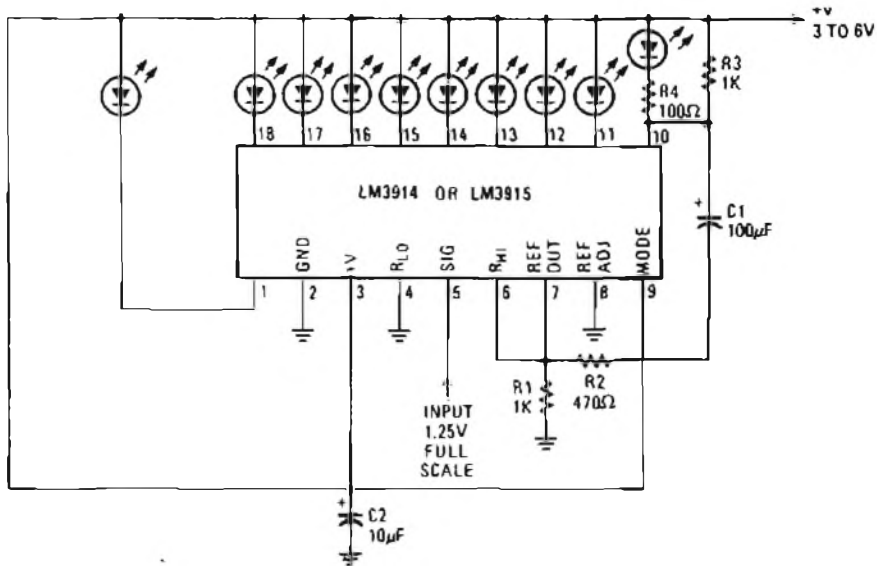 +V
3 TO 6V
R3
1K
R4
100Ω
18 17 16 15 14 13 12 11 10
LM3914 OR LM3915
C1
100µF
+
GND
+V
RLO
SIG
RHI
REF
OUT
REF
ADJ
MODE
1 2 3 4 5 6 7 8 9
R1
1K
R2
470Ω
INPUT
1.25V
FULL
SCALE
+
C2
10µF